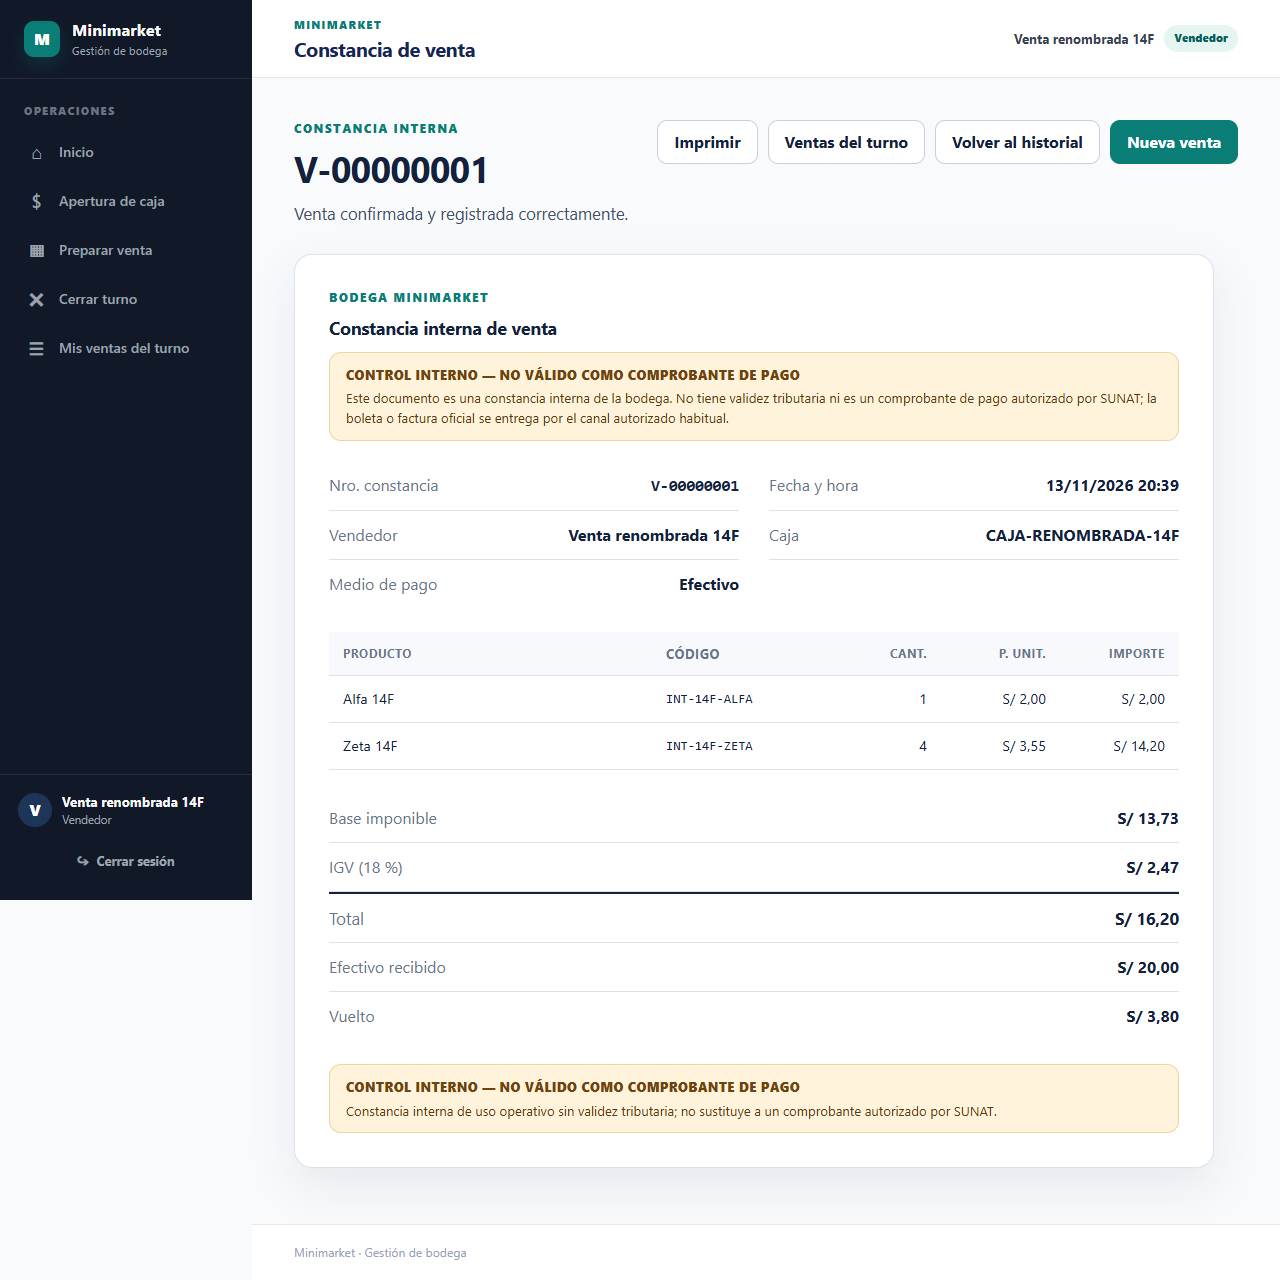 M
Minimarket
Gestión de bodega
OPERACIONES
Inicio
$ Apertura de caja
Preparar venta
Cerrar turno
Mis ventas del turno
V
Venta renombrada 14F
Vendedor
Cerrar sesión
MINIMARKET
Constancia de venta
Venta renombrada 14F Vendedor
CONSTANCIA INTERNA
V-00000001
Venta confirmada y registrada correctamente.
Imprimir Ventas del turno Volver al historial Nueva venta
BODEGA MINIMARKET
Constancia interna de venta
CONTROL INTERNO — NO VÁLIDO COMO COMPROBANTE DE PAGO
Este documento es una constancia interna de la bodega. No tiene validez tributaria ni es un comprobante de pago autorizado por SUNAT; la
boleta o factura oficial se entrega por el canal autorizado habitual.
Nro. constancia V-00000001 Fecha y hora 13/11/2026 20:39
Vendedor Venta renombrada 14F Caja CAJA-RENOMBRADA-14F
Medio de pago Efectivo
PRODUCTO CÓDIGO CANT. P. UNIT. IMPORTE
Alfa 14F INT-14F-ALFA 1 S/ 2,00 S/ 2,00
Zeta 14F INT-14F-ZETA 4 S/ 3,55 S/ 14,20
Base imponible S/ 13,73
IGV (18 %) S/ 2,47
Total S/ 16,20
Efectivo recibido S/ 20,00
Vuelto S/ 3,80
CONTROL INTERNO — NO VÁLIDO COMO COMPROBANTE DE PAGO
Constancia interna de uso operativo sin validez tributaria; no sustituye a un comprobante autorizado por SUNAT.
Minimarket · Gestión de bodega